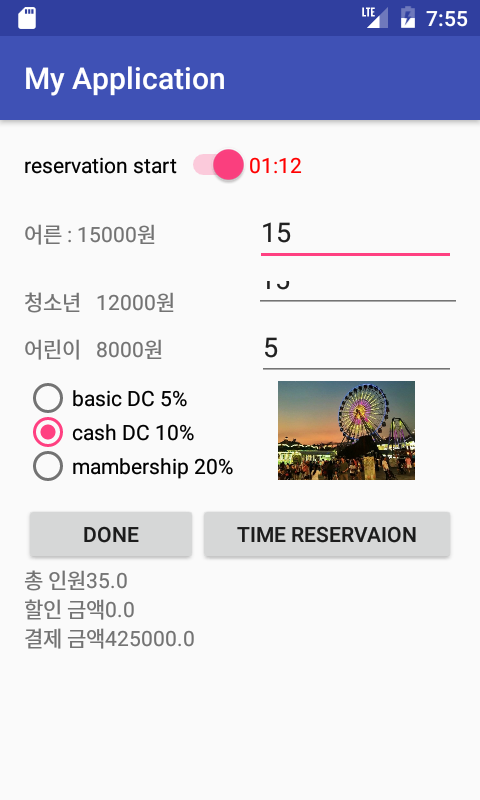 LTE 7:55
My Application
reservation start 01:12
어른 : 15000원 15
청소년 12000원
어린이 8000원 5
basic DC 5%
cash DC 10%
mambership 20%
DONE TIME RESERVAION
총 인원35.0
할인 금액0.0
결제 금액425000.0